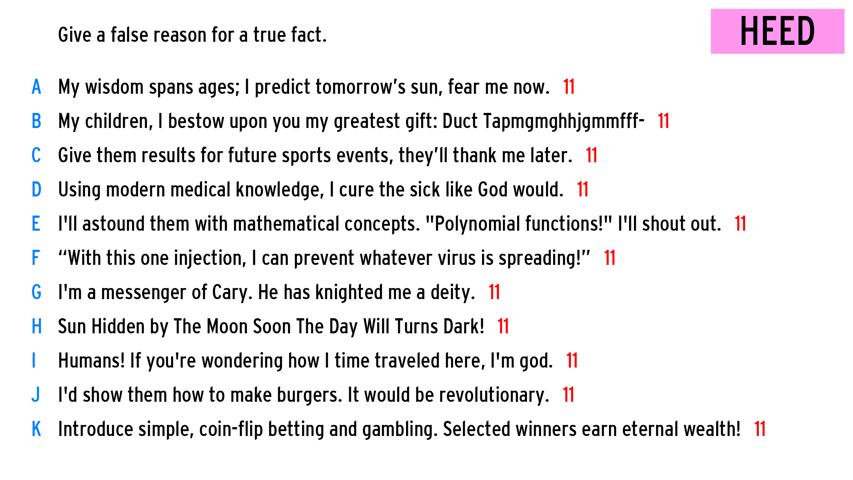 Give a false reason for a true fact.
HEED
A My wisdom spans ages; I predict tomorrow's sun, fear me now. 11
B My children, I bestow upon you my greatest gift: Duct Tapmgmghhjgmmfff- 11
C Give them results for future sports events, they'll thank me later. 11
D Using modern medical knowledge, I cure the sick like God would. 11
E I'll astound them with mathematical concepts. "Polynomial functions!" I'll shout out. 11
F “With this one injection, I can prevent whatever virus is spreading!” 11
G I'm a messenger of Cary. He has knighted me a deity. 11
H Sun Hidden by The Moon Soon The Day Will Turns Dark! 11
I Humans! If you're wondering how I time traveled here, I'm god. 11
J I'd show them how to make burgers. It would be revolutionary. 11
K Introduce simple, coin-flip betting and gambling. Selected winners earn eternal wealth! 11